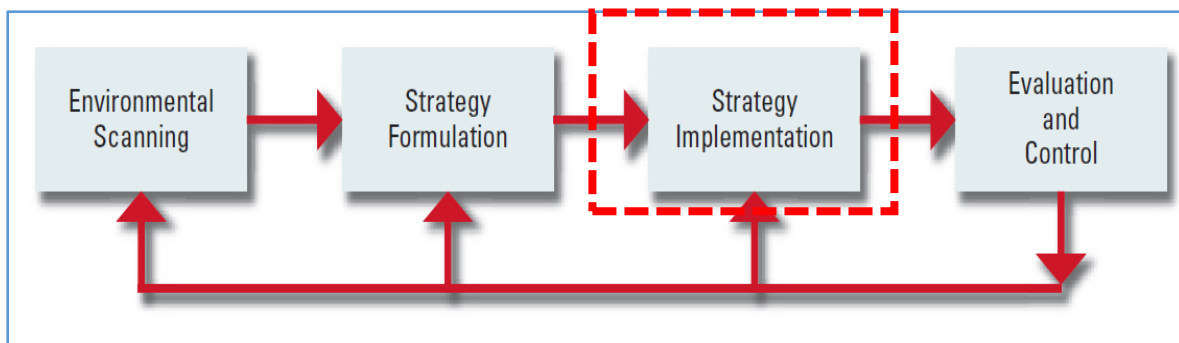 Environmental
Scanning
Strategy
Formulation
Strategy
Implementation
Evaluation
and
Control